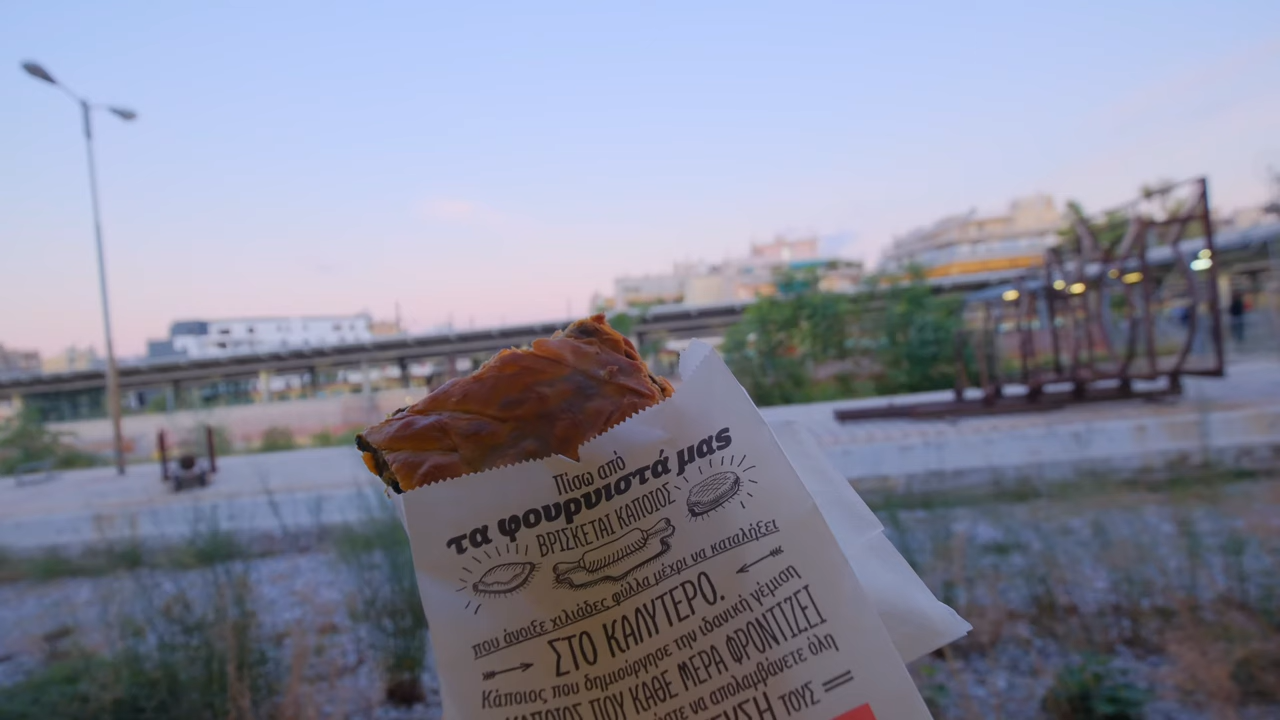 Πίσω από
τα φουρνιστά μας
ΒΡΙΣΚΕΤΑΙ ΚΑΠΟΙΟΣ
που άνοιξε χιλιάδες φύλλα μέχρι να καταλήξει
ΣΤΟ ΚΑΛΥΤΕΡΟ.
Κάποιος που δημιούργησε την ιδανική γέμιση
ΚΑΠΟΙΟΣ ΠΟΥ ΚΑΘΕ ΜΕΡΑ ΦΡΟΝΤΙΖΕΙ
να απολαμβάνετε όλη
ΤΟΥΣ